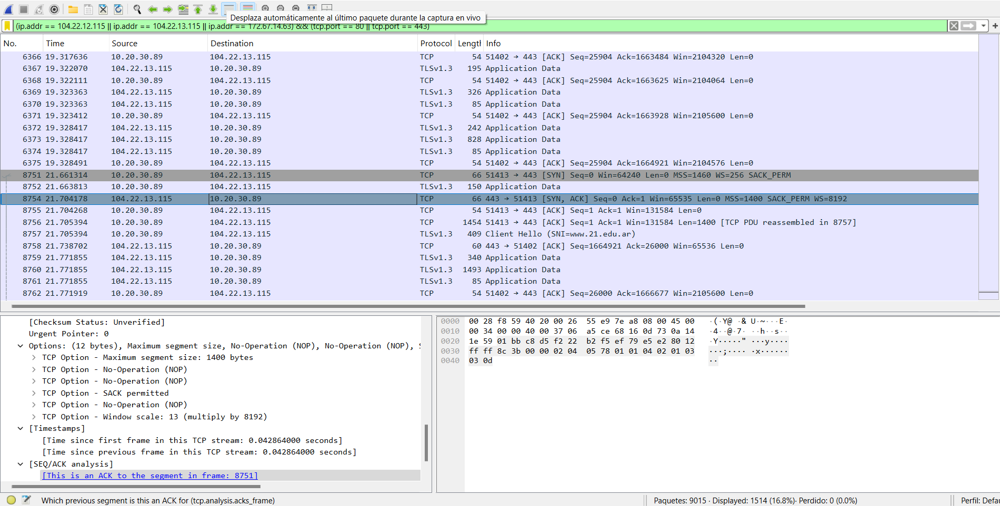 Desplaza automáticamente al último paquete durante la captura en vivo
(ip.addr == 104.22.12.115 || ip.addr == 104.22.13.115 || ip.addr == 172.67.14.63) && (tcp.port == 80 || tcp.port == 443)
No. Time Source Destination Protocol Length Info
6366 19.317636 10.20.30.89 104.22.13.115 TCP 54 51402 → 443 [ACK] Seq=25904 Ack=1663484 Win=2104320 Len=0
6367 19.322070 104.22.13.115 10.20.30.89 TLSv1.3 195 Application Data
6368 19.322111 10.20.30.89 104.22.13.115 TCP 54 51402 → 443 [ACK] Seq=25904 Ack=1663625 Win=2104064 Len=0
6369 19.323363 104.22.13.115 10.20.30.89 TLSv1.3 326 Application Data
6370 19.323363 104.22.13.115 10.20.30.89 TLSv1.3 85 Application Data
6371 19.323412 10.20.30.89 104.22.13.115 TCP 54 51402 → 443 [ACK] Seq=25904 Ack=1663928 Win=2105600 Len=0
6372 19.328417 104.22.13.115 10.20.30.89 TLSv1.3 242 Application Data
6373 19.328417 104.22.13.115 10.20.30.89 TLSv1.3 828 Application Data
6374 19.328417 104.22.13.115 10.20.30.89 TLSv1.3 85 Application Data
6375 19.328491 10.20.30.89 104.22.13.115 TCP 54 51402 → 443 [ACK] Seq=25904 Ack=1664921 Win=2104576 Len=0
8751 21.661314 10.20.30.89 104.22.13.115 TCP 66 51413 → 443 [SYN] Seq=0 Win=64240 Len=0 MSS=1460 WS=256 SACK_PERM
8752 21.663813 10.20.30.89 104.22.13.115 TLSv1.3 150 Application Data
8754 21.704178 104.22.13.115 10.20.30.89 TCP 66 443 → 51413 [SYN, ACK] Seq=0 Ack=1 Win=65535 Len=0 MSS=1400 SACK_PERM WS=8192
8755 21.704268 10.20.30.89 104.22.13.115 TCP 54 51413 → 443 [ACK] Seq=1 Ack=1 Win=131584 Len=0
8756 21.705394 10.20.30.89 104.22.13.115 TCP 1454 51413 → 443 [ACK] Seq=1 Ack=1 Win=131584 Len=1400 [TCP PDU reassembled in 8757]
8757 21.705394 10.20.30.89 104.22.13.115 TLSv1.3 409 Client Hello (SNI=www.21.edu.ar)
8758 21.738702 104.22.13.115 10.20.30.89 TCP 60 443 → 51402 [ACK] Seq=1664921 Ack=26000 Win=65536 Len=0
8759 21.771855 104.22.13.115 10.20.30.89 TLSv1.3 340 Application Data
8760 21.771855 104.22.13.115 10.20.30.89 TLSv1.3 1493 Application Data
8761 21.771855 104.22.13.115 10.20.30.89 TLSv1.3 85 Application Data
8762 21.771919 10.20.30.89 104.22.13.115 TCP 54 51402 → 443 [ACK] Seq=26000 Ack=1666677 Win=2105600 Len=0
[Checksum Status: Unverified]
Urgent Pointer: 0
Options: (12 bytes), Maximum segment size, No-Operation (NOP), No-Operation (NOP),
TCP Option - Maximum segment size: 1400 bytes
TCP Option - No-Operation (NOP)
TCP Option - No-Operation (NOP)
TCP Option - SACK permitted
TCP Option - No-Operation (NOP)
TCP Option - Window scale: 13 (multiply by 8192)
[Timestamps]
[Time since first frame in this TCP stream: 0.042864000 seconds]
[Time since previous frame in this TCP stream: 0.042864000 seconds]
[SEQ/ACK analysis]
[This is an ACK to the segment in frame: 8751]
0000 00 28 f8 59 40 20 00 26 55 e9 7e a8 08 00 45 00 ·(·Y@ ·& U·~···E·
0010 00 34 00 00 40 00 37 06 a5 ce 68 16 0d 73 0a 14 ·4··@·7· ··h··s··
0020 1e 59 01 bb c8 d5 f2 22 b2 f5 ef 79 e5 e2 80 12 ·Y·····" ···y····
0030 ff ff 8c 3b 00 00 02 04 05 78 01 01 04 02 01 03 ···;···· ·x······
0040 03 0d ··
Which previous segment is this an ACK for (tcp.analysis.acks_frame)
Paquetes: 9015 · Displayed: 1514 (16.8%)· Perdido: 0 (0.0%)
Perfil: Defau